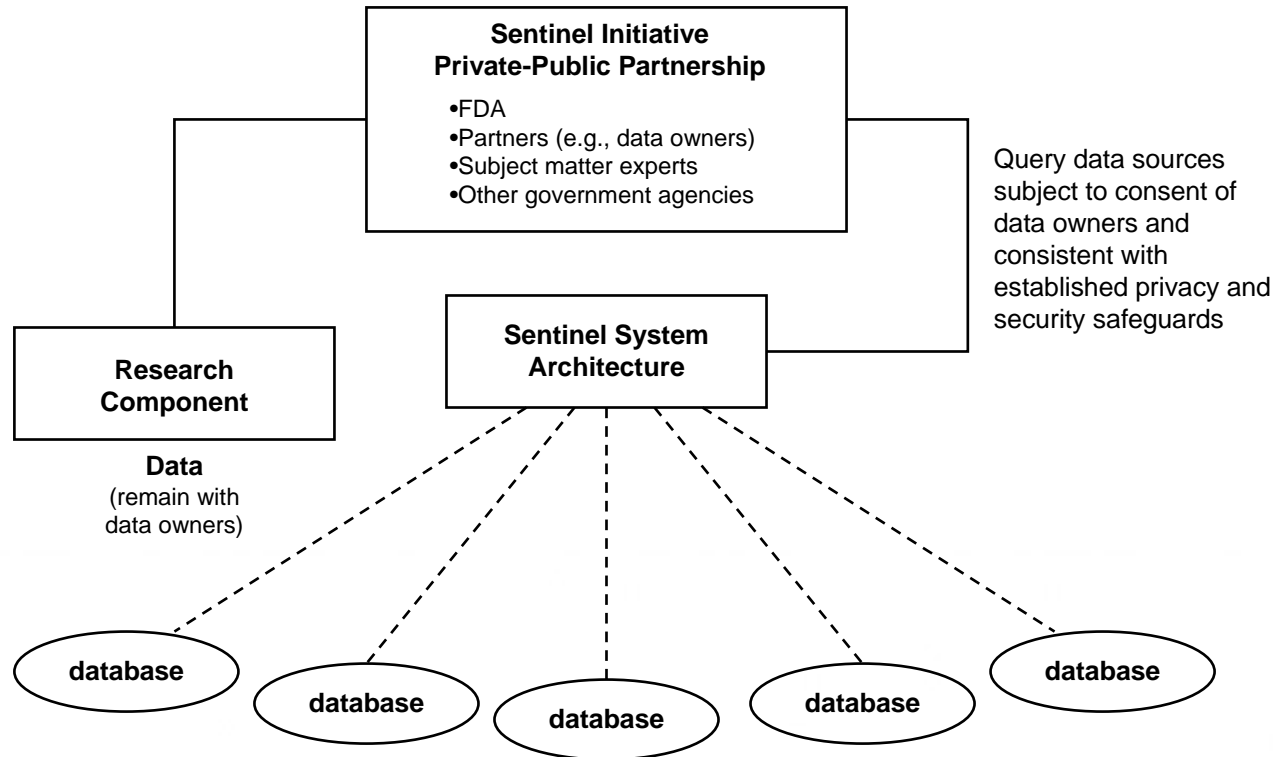 Sentinel Initiative
Private-Public Partnership
•FDA
•Partners (e.g., data owners)
•Subject matter experts
•Other government agencies
Query data sources
subject to consent of
data owners and
consistent with
established privacy and
security safeguards
Sentinel System
Architecture
Research
Component
Data
(remain with
data owners)
database
database
database
database
database